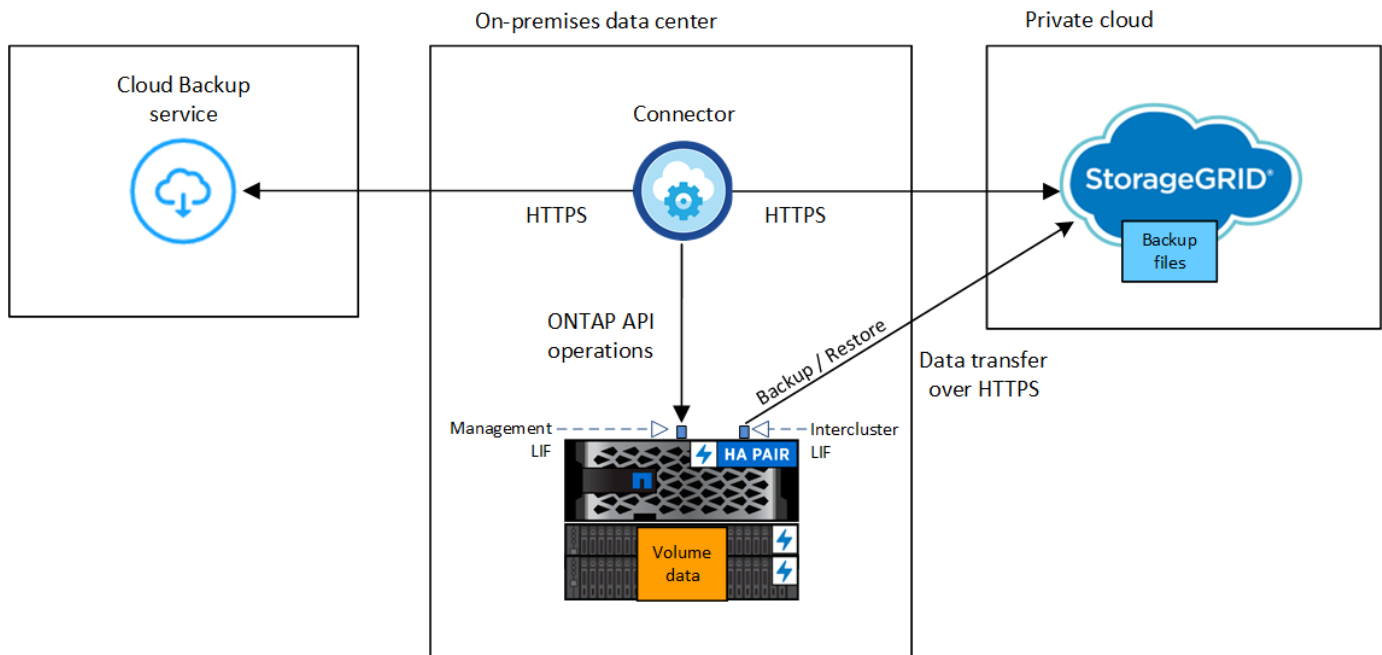 On-premises data center
Private cloud
Cloud Backup
service
Connector
HTTPS
HTTPS
StorageGRID®
Backup
files
ONTAP API
operations
Backup / Restore
Data transfer
over HTTPS
Management
LIF
Intercluster
LIF
HA PAIR
Volume
data